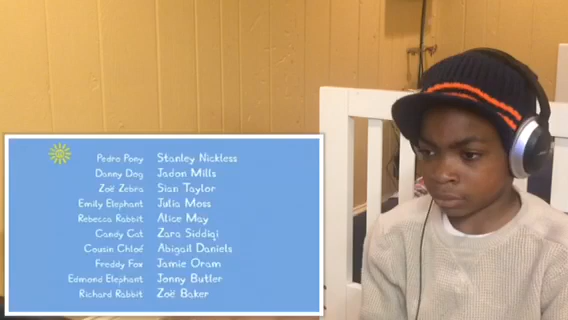 Pedro Pony Stanley Nickless
Danny Dog Jadon Mills
Zoë Zebra Sian Taylor
Emily Elephant Julia Moss
Rebecca Rabbit Alice May
Candy Cat Zara Siddiqi
Cousin Chloé Abigail Daniels
Freddy Fox Jamie Oram
Edmond Elephant Jonny Butler
Richard Rabbit Zoë Baker